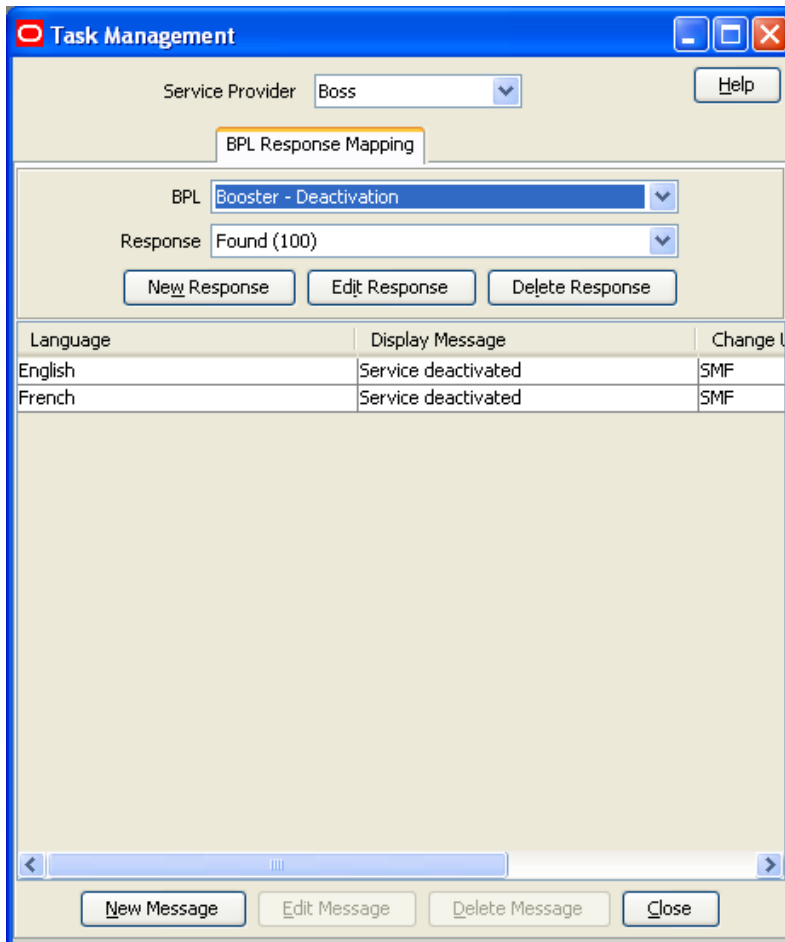 Task Management
Service Provider Boss Help
BPL Response Mapping
BPL Booster - Deactivation
Response Found (100)
New Response Edit Response Delete Response
Language Display Message Change U
English Service deactivated SMF
French Service deactivated SMF
New Message Edit Message Delete Message Close